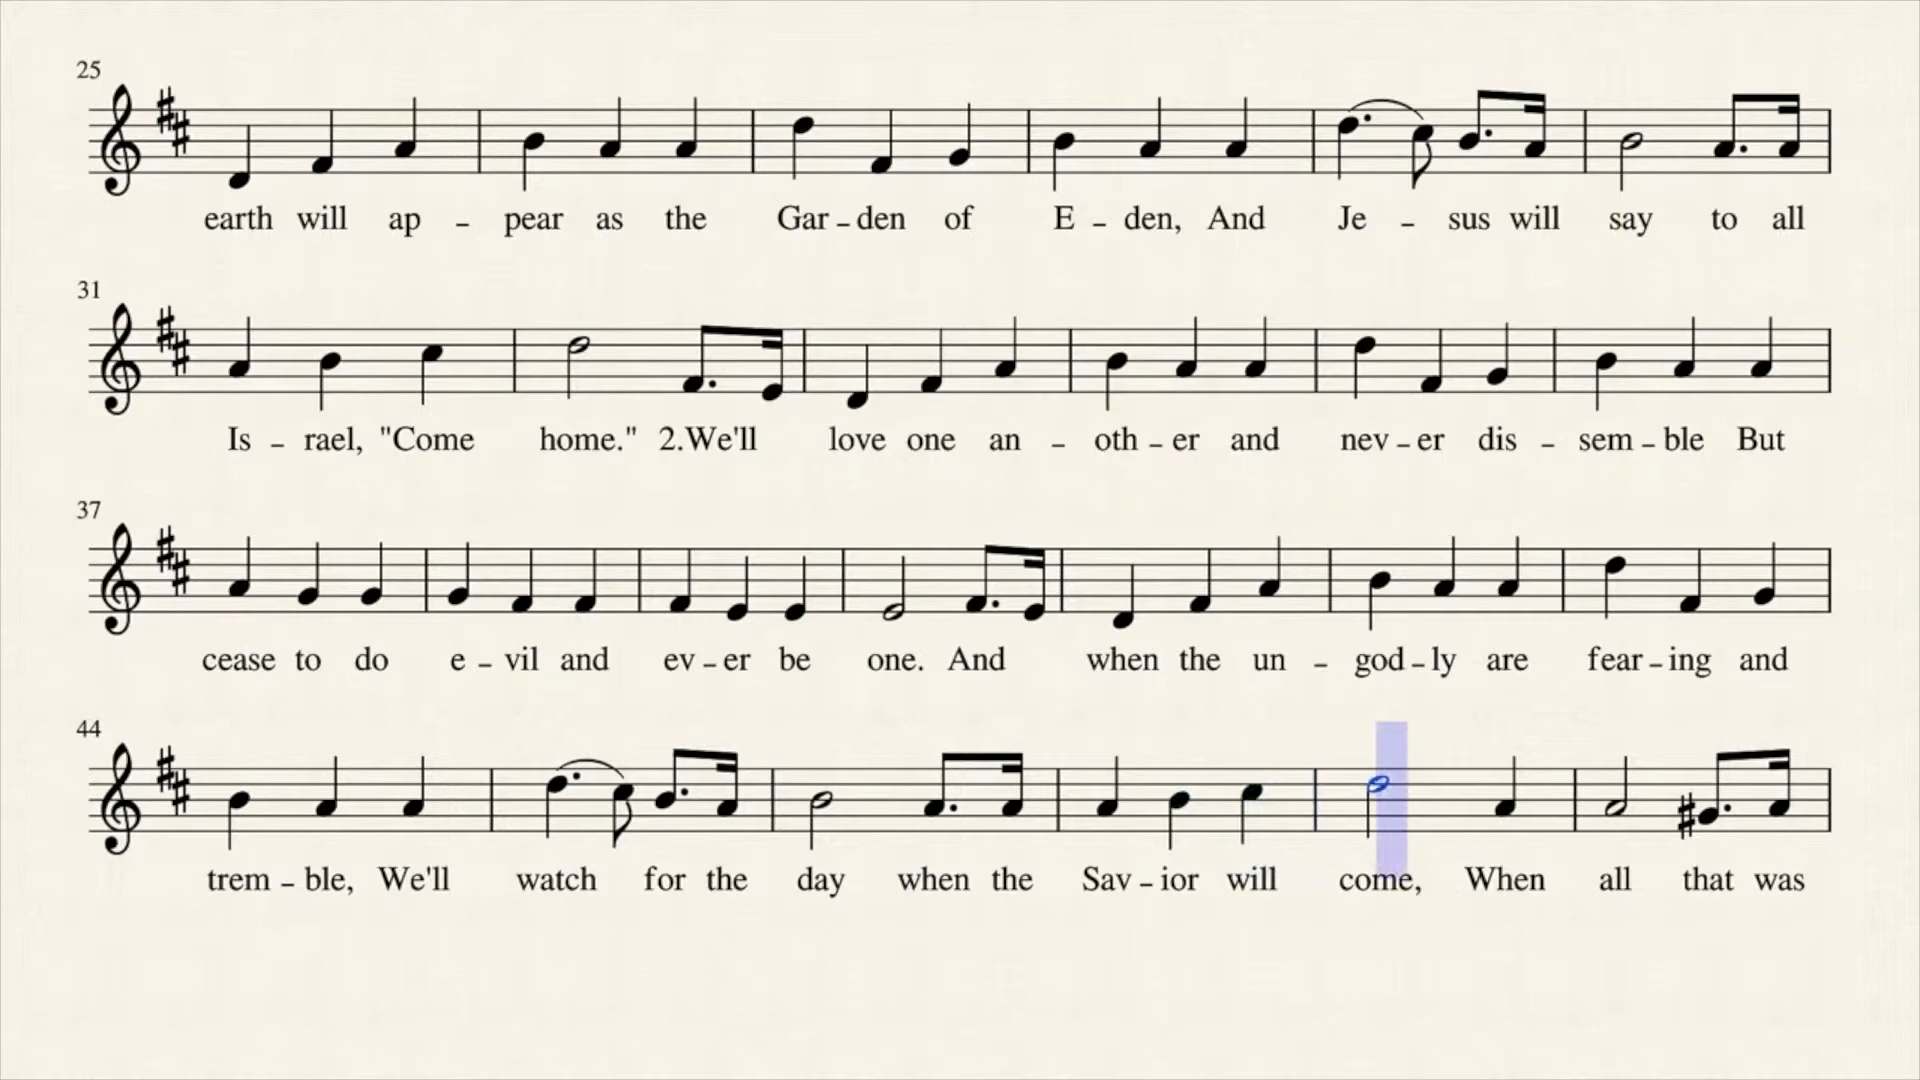 25
earth will ap - pear as the Gar - den of E - den, And Je - sus will say to all
31
Is - rael, "Come home." 2.We'll love one an - oth - er and nev - er dis - sem - ble But
37
cease to do e - vil and ev - er be one. And when the un - god - ly are fear - ing and
44
trem - ble, We'll watch for the day when the Sav - ior will come, When all that was